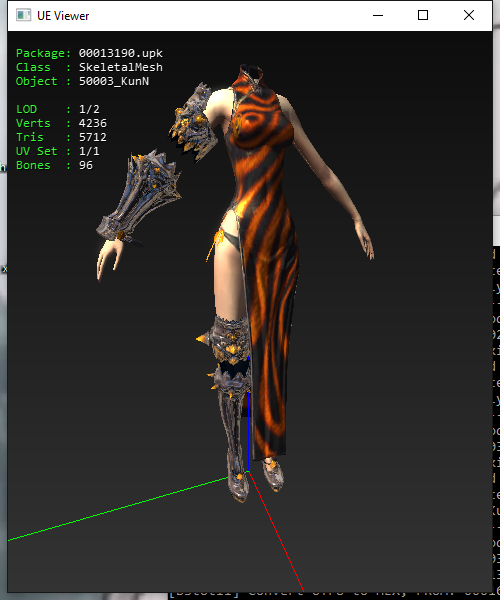 UE Viewer
Package: 00013190.upk
Class : SkeletalMesh
Object : 50003_KunN
LOD : 1/2
Verts : 4236
Tris : 5712
UV Set : 1/1
Bones : 96